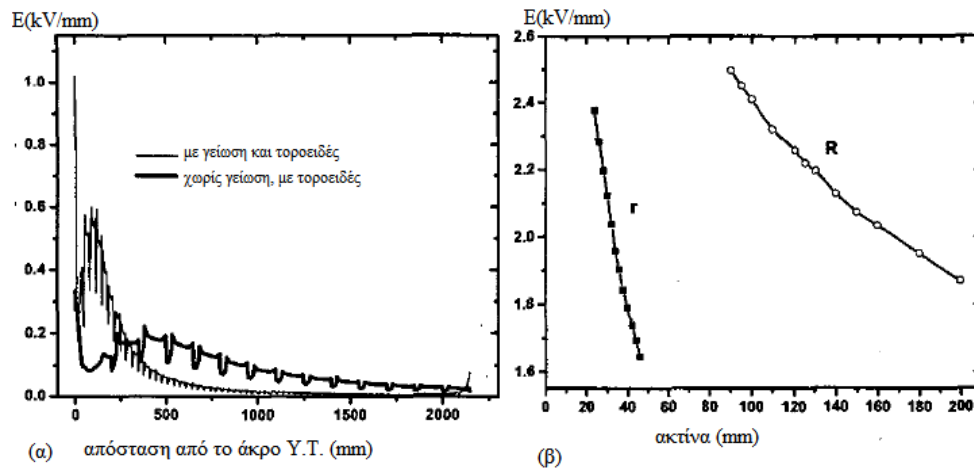 E(kV/mm)
1.0
0.8
0.6
0.4
0.2
0.0
με γείωση και τοροειδές
χωρίς γείωση, με τοροειδές
0 500 1000 1500 2000
(α) απόσταση από το άκρο Υ.Τ. (mm)
E(kV/mm)
2.6
2.4
2.2
2.0
1.8
1.6
R
r
0 20 40 60 80 100 120 140 160 180 200
ακτίνα (mm)
(β)